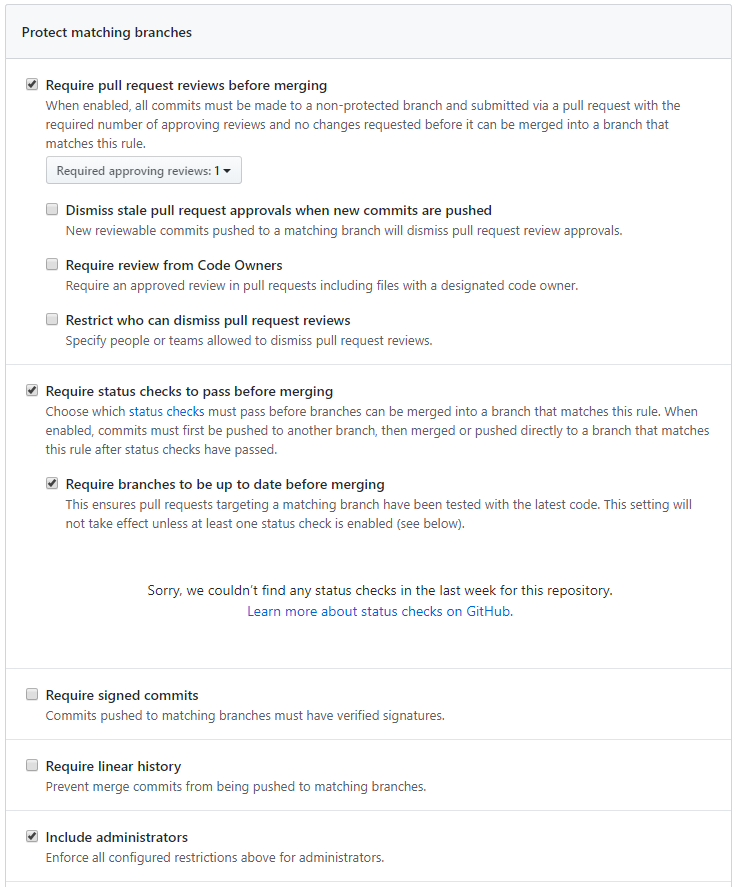 Protect matching branches
Require pull request reviews before merging
When enabled, all commits must be made to a non-protected branch and submitted via a pull request with the
required number of approving reviews and no changes requested before it can be merged into a branch that
matches this rule.
Required approving reviews: 1
Dismiss stale pull request approvals when new commits are pushed
New reviewable commits pushed to a matching branch will dismiss pull request review approvals.
Require review from Code Owners
Require an approved review in pull requests including files with a designated code owner.
Restrict who can dismiss pull request reviews
Specify people or teams allowed to dismiss pull request reviews.
Require status checks to pass before merging
Choose which status checks must pass before branches can be merged into a branch that matches this rule. When
enabled, commits must first be pushed to another branch, then merged or pushed directly to a branch that matches
this rule after status checks have passed.
Require branches to be up to date before merging
This ensures pull requests targeting a matching branch have been tested with the latest code. This setting will
not take effect unless at least one status check is enabled (see below).
Sorry, we couldn't find any status checks in the last week for this repository.
Learn more about status checks on GitHub.
Require signed commits
Commits pushed to matching branches must have verified signatures.
Require linear history
Prevent merge commits from being pushed to matching branches.
Include administrators
Enforce all configured restrictions above for administrators.